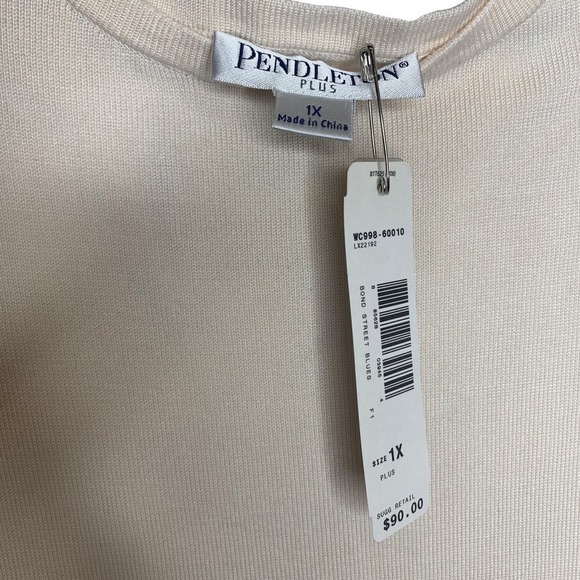 PENDLETON®
PLUS
1X
Made in China
WC998-60010
LX22192
BOND STREET BLUES F1
SIZE 1X
PLUS
SUGG RETAIL
$90.00